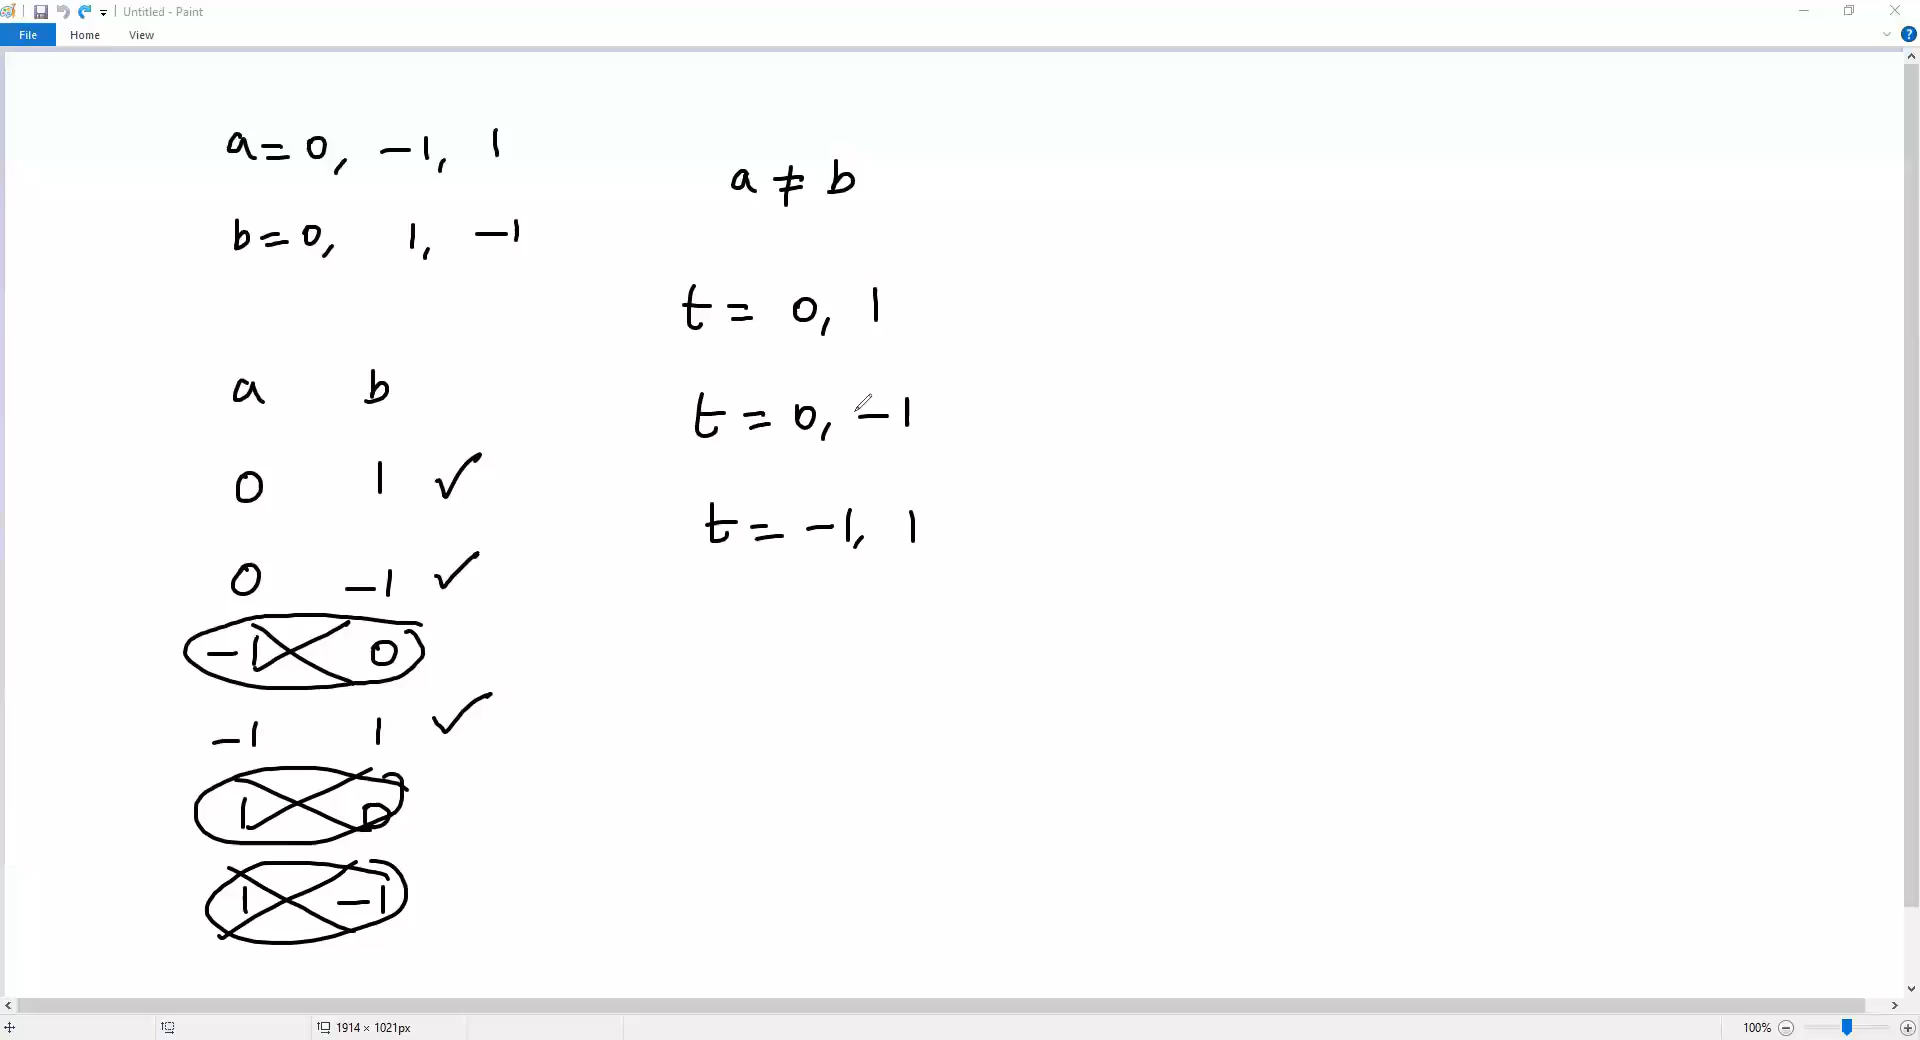 Untitled - Paint
File Home View
a = 0, -1, 1
b = 0, 1, -1
a b
0 1 ✓
0 -1 ✓
-1 0
-1 1 ✓
1 0
1 -1
a ≠ b
t = 0, 1
t = 0, -1
t = -1, 1
1914 × 1021px
100%